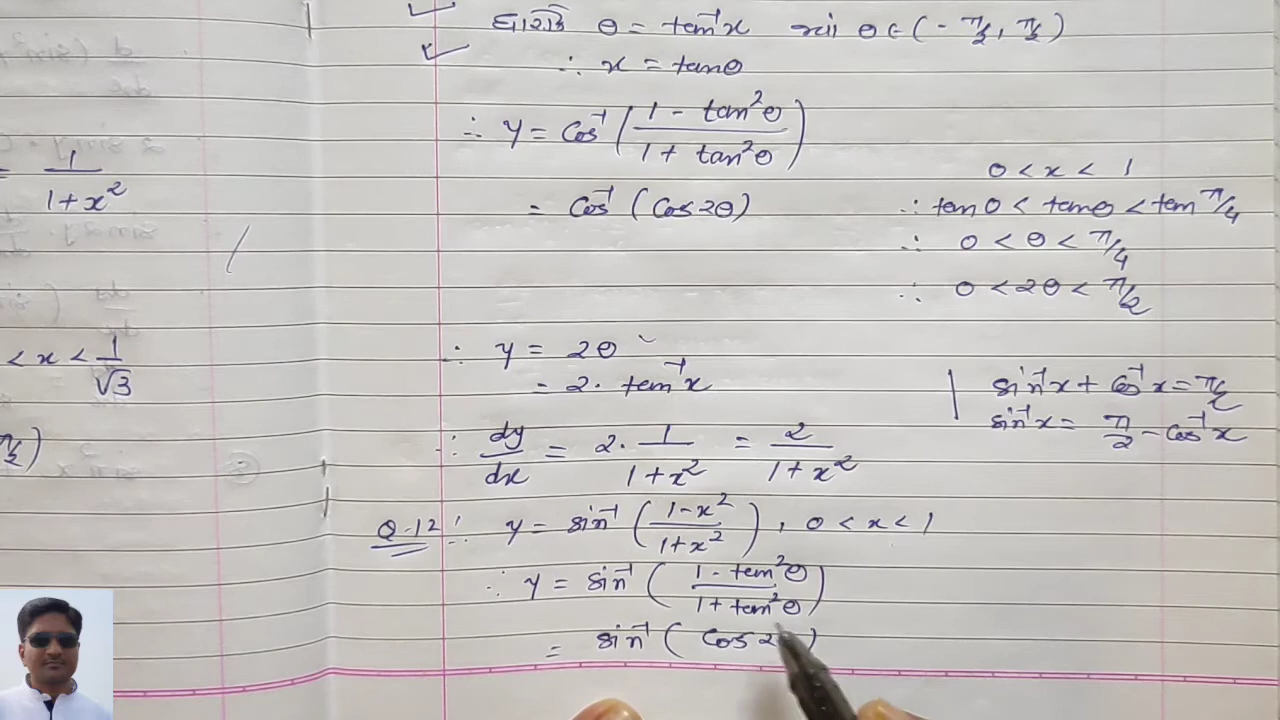 ધારોકે θ = tan⁻¹x જ્યાં θ ∈ (-π/2, π/2)
∴ x = tanθ
∴ y = cos⁻¹ ( (1 - tan²θ) / (1 + tan²θ) )
= 1 / (1 + x²)
0 < x < 1
= cos⁻¹ (cos2θ)
∴ tan0 < tanθ < tan π/4
∴ 0 < θ < π/4
∴ 0 < 2θ < π/2
∴ y = 2θ
< x < 1/√3
= 2. tan⁻¹x
sin⁻¹x + cos⁻¹x = π/2
sin⁻¹x = π/2 - cos⁻¹x
π/2)
∴ dy/dx = 2. 1/(1 + x²) = 2/(1 + x²)
Q-12 : y = sin⁻¹ ( (1 - x²) / (1 + x²) ), 0 < x < 1
∴ y = sin⁻¹ ( (1 - tan²θ) / (1 + tan²θ) )
= sin⁻¹ ( cos2 )